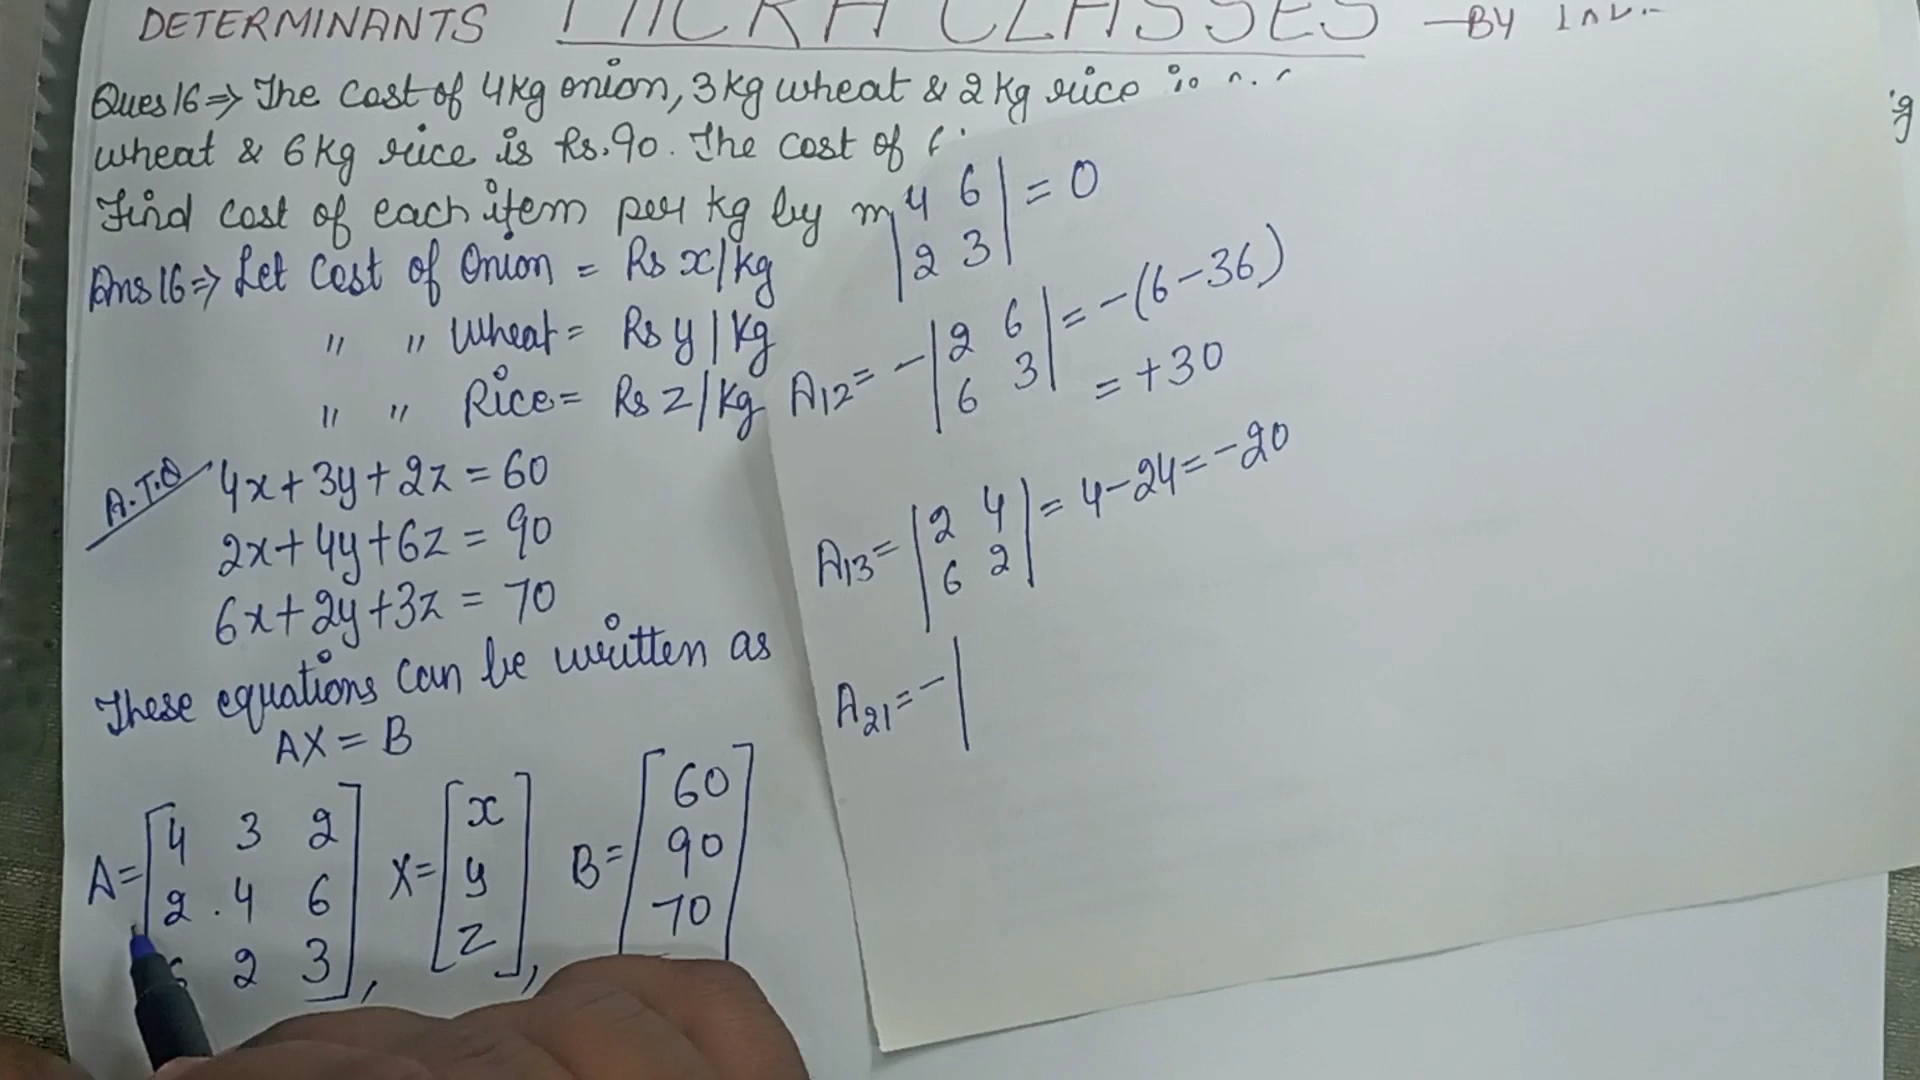 DETERMINANTS CLASSES -BY
Ques 16 => The cost of 4kg onion, 3kg wheat & 2kg rice
wheat & 6kg rice is Rs.90. The cost of
Find cost of each item per kg by
Ans 16 => Let Cost of Onion = Rs x/kg
" " Wheat = Rs y/kg
" " Rice = Rs z/kg
A.T.Q 4x+3y+2z = 60
2x+4y+6z = 90
6x+2y+3z = 70
These equations can be written as
AX = B
A= [4 3 2
2 . 4 6
2 3],
X= [x
y
z],
B= [60
90
70]
|4 6
2 3| = 0
A12= -|2 6
6 3| = -(6-36)
= +30
A13= |2 4
6 2| = 4-24=-20
A21= -|